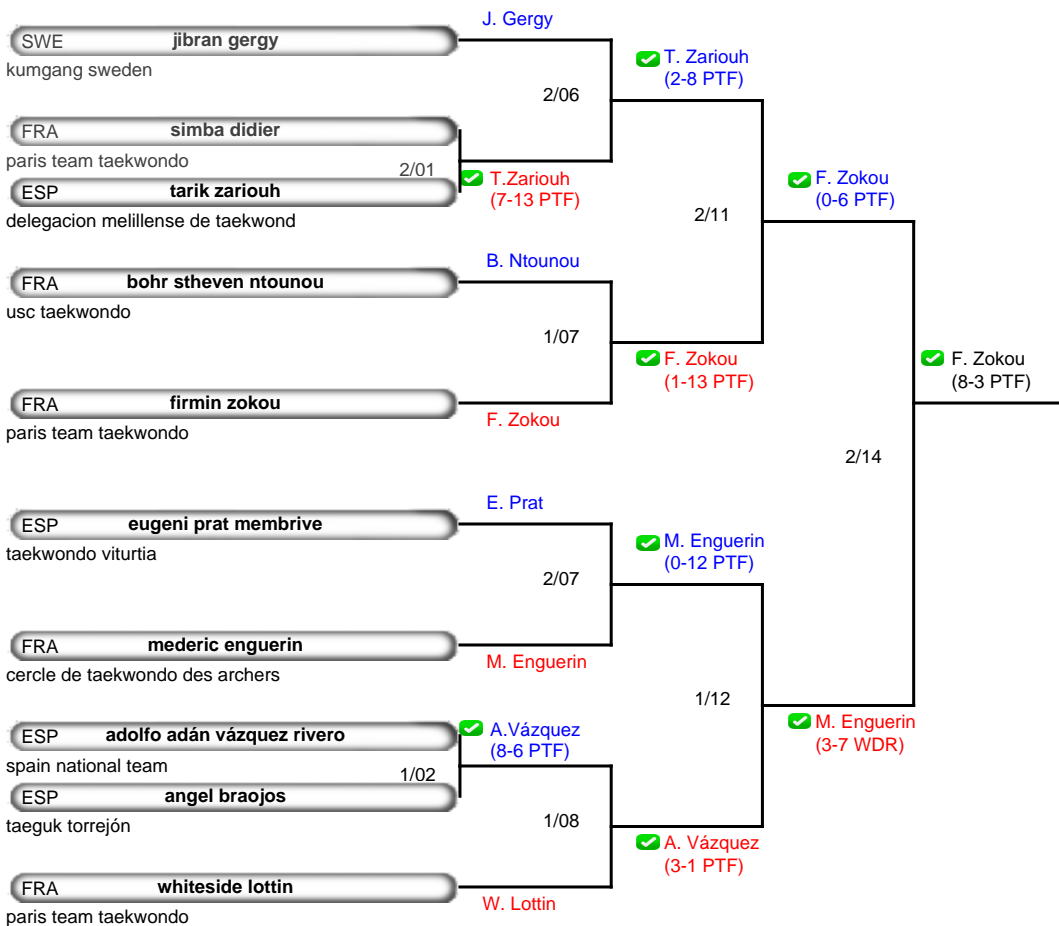 J. Gergy
SWE jibran gergy
kumgang sweden
T. Zariouh
(2-8 PTF)
2/06
FRA simba didier
paris team taekwondo
2/01
T.Zariouh
(7-13 PTF)
ESP tarik zariouh
delegacion melillense de taekwond
F. Zokou
(0-6 PTF)
2/11
B. Ntounou
FRA bohr stheven ntounou
usc taekwondo
1/07
F. Zokou
(1-13 PTF)
F. Zokou
(8-3 PTF)
FRA firmin zokou
paris team taekwondo
F. Zokou
2/14
E. Prat
ESP eugeni prat membrive
taekwondo viturtia
M. Enguerin
(0-12 PTF)
2/07
FRA mederic enguerin
cercle de taekwondo des archers
M. Enguerin
1/12
M. Enguerin
(3-7 WDR)
ESP adolfo adán vázquez rivero
spain national team
A.Vázquez
(8-6 PTF)
1/02
ESP angel braojos
taeguk torrejón
1/08
A. Vázquez
(3-1 PTF)
FRA whiteside lottin
paris team taekwondo
W. Lottin